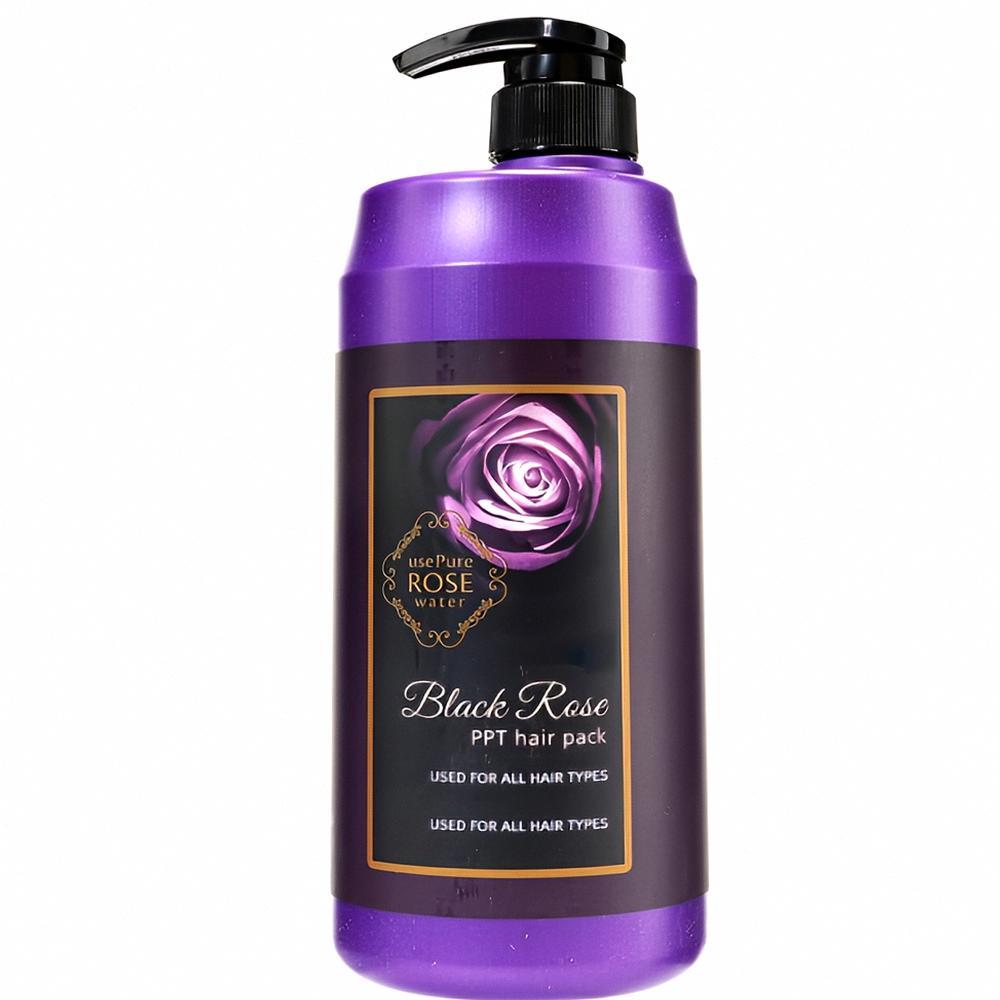 usePure
ROSE
water
Black Rose
PPT hair pack
USED FOR ALL HAIR TYPES
USED FOR ALL HAIR TYPES